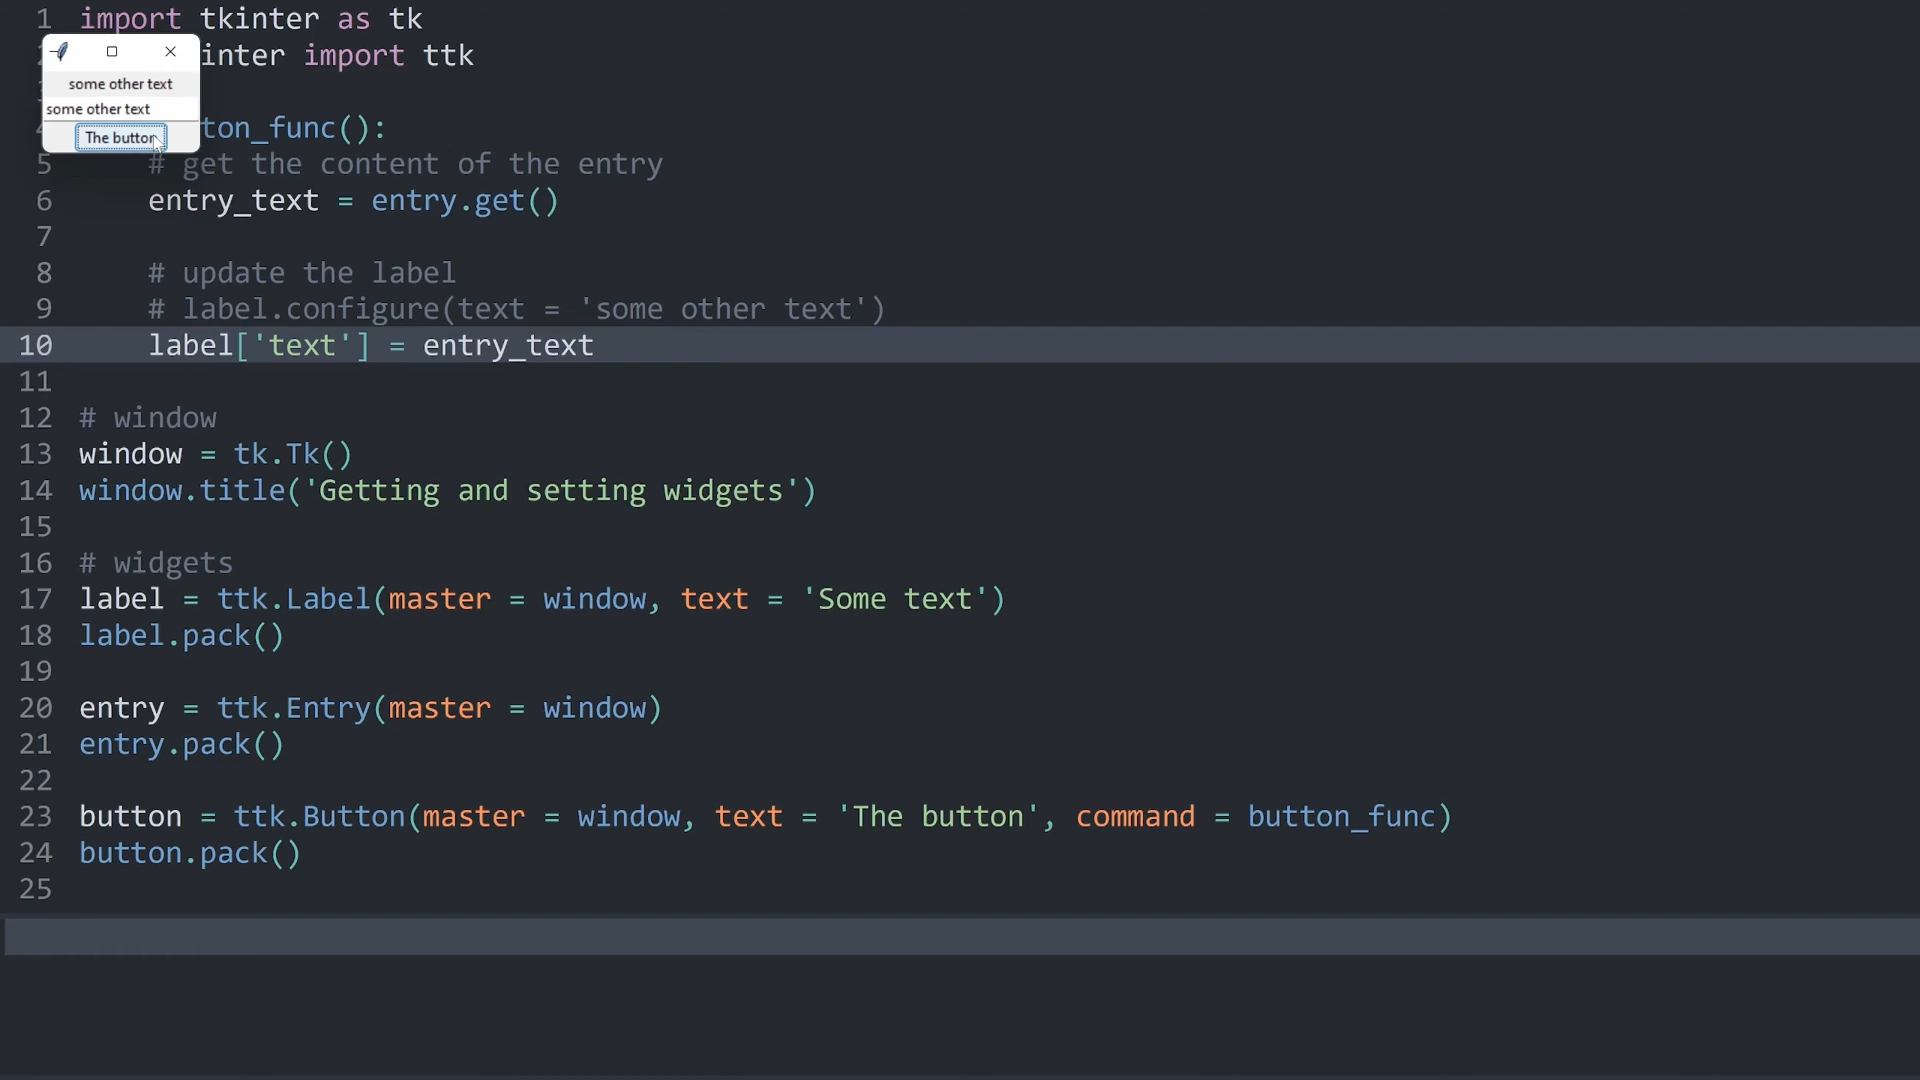 1 import tkinter as tk
inter import ttk
some other text
some other text
The button
ton_func():
5 # get the content of the entry
6 entry_text = entry.get()
7
8 # update the label
9 # label.configure(text = 'some other text')
10 label['text'] = entry_text
11
12 # window
13 window = tk.Tk()
14 window.title('Getting and setting widgets')
15
16 # widgets
17 label = ttk.Label(master = window, text = 'Some text')
18 label.pack()
19
20 entry = ttk.Entry(master = window)
21 entry.pack()
22
23 button = ttk.Button(master = window, text = 'The button', command = button_func)
24 button.pack()
25